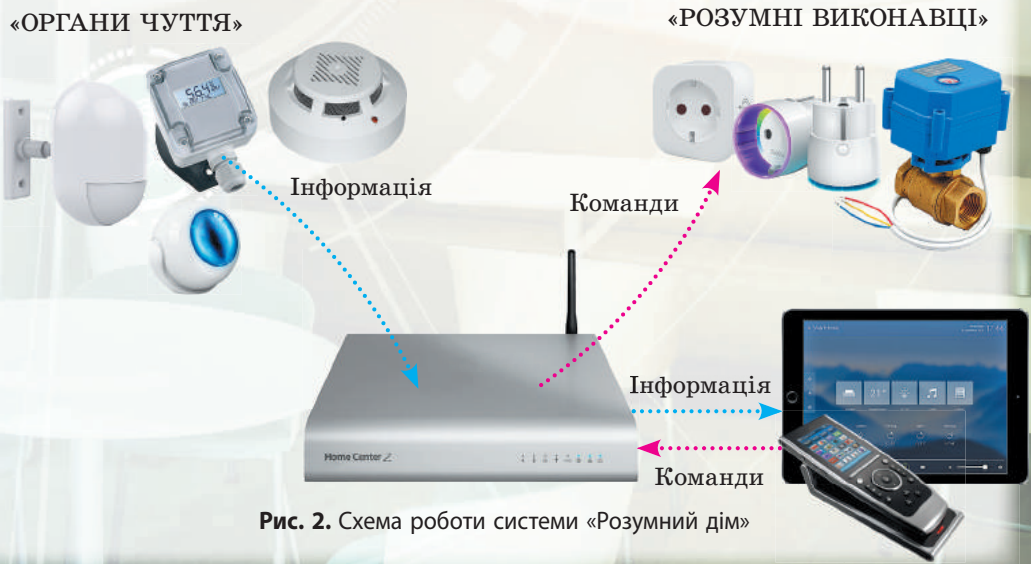 «ОРГАНИ ЧУТТЯ»
«РОЗУМНІ ВИКОНАВЦІ»
Інформація
Команди
Інформація
Команди
Home Center 2
Рис. 2. Схема роботи системи «Розумний дім»